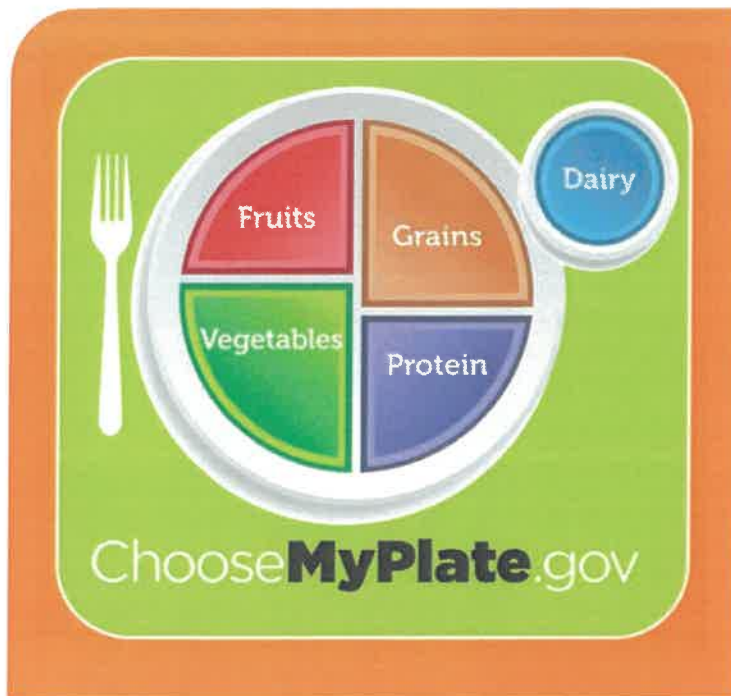 Fruits
Grains
Dairy
Vegetables
Protein
ChooseMyPlate.gov